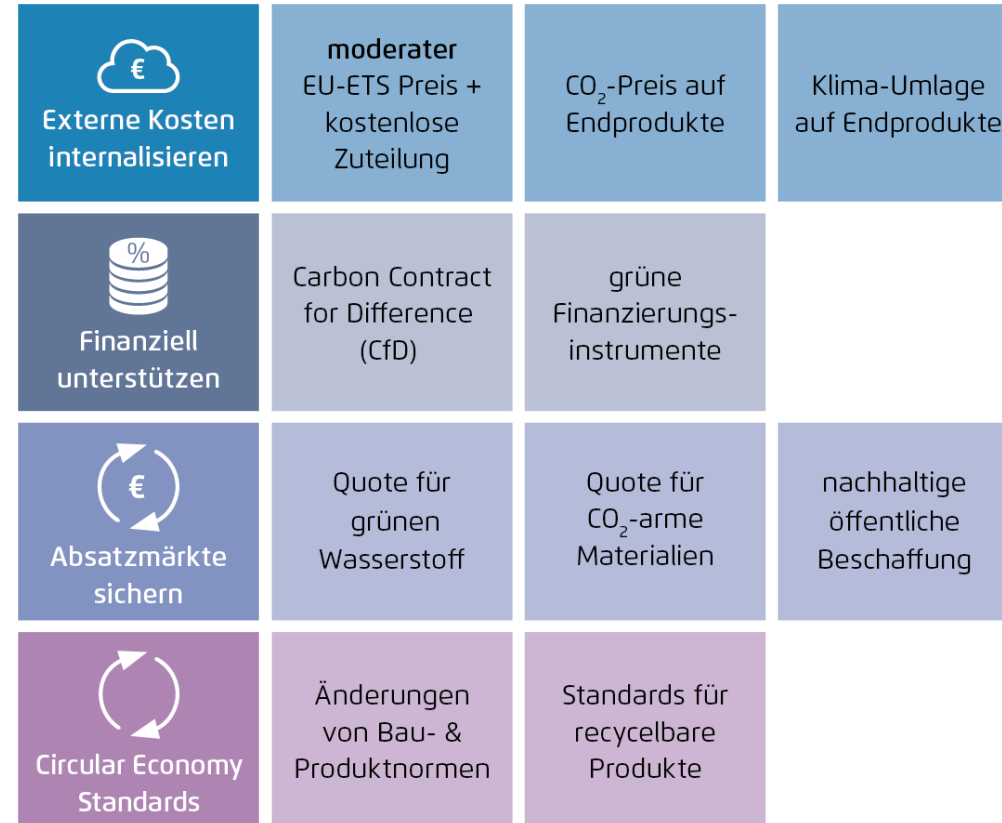 €
Externe Kosten
internalisieren
moderater
EU-ETS Preis +
kostenlose
Zuteilung
CO₂-Preis auf
Endprodukte
Klima-Umlage
auf Endprodukte
%
Finanziell
unterstützen
Carbon Contract
for Difference
(CfD)
grüne
Finanzierungs-
instrumente
€
Absatzmärkte
sichern
Quote für
grünen
Wasserstoff
Quote für
CO₂-arme
Materialien
nachhaltige
öffentliche
Beschaffung
Circular Economy
Standards
Änderungen
von Bau- &
Produktnormen
Standards für
recycelbare
Produkte